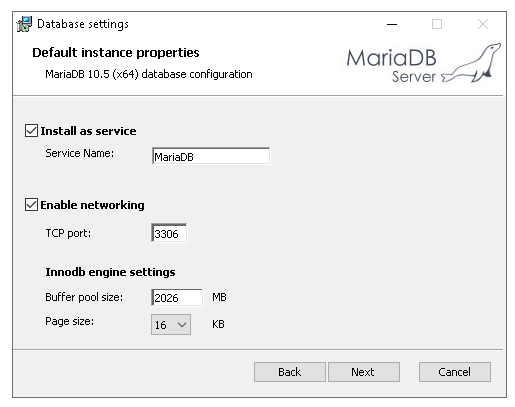 Database settings
Default instance properties
MariaDB 10.5 (x64) database configuration
MariaDB
Server
Install as service
Service Name: MariaDB
Enable networking
TCP port: 3306
Innodb engine settings
Buffer pool size: 2026 MB
Page size: 16 KB
Back Next Cancel